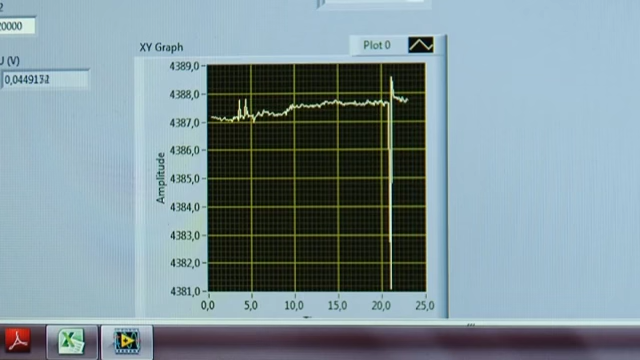 2
20000
U (V)
0,0449132
XY Graph
Plot 0
4389,0
4388,0
4387,0
4386,0
4385,0
4384,0
4383,0
4382,0
4381,0
Amplitude
0,0 5,0 10,0 15,0 20,0 25,0